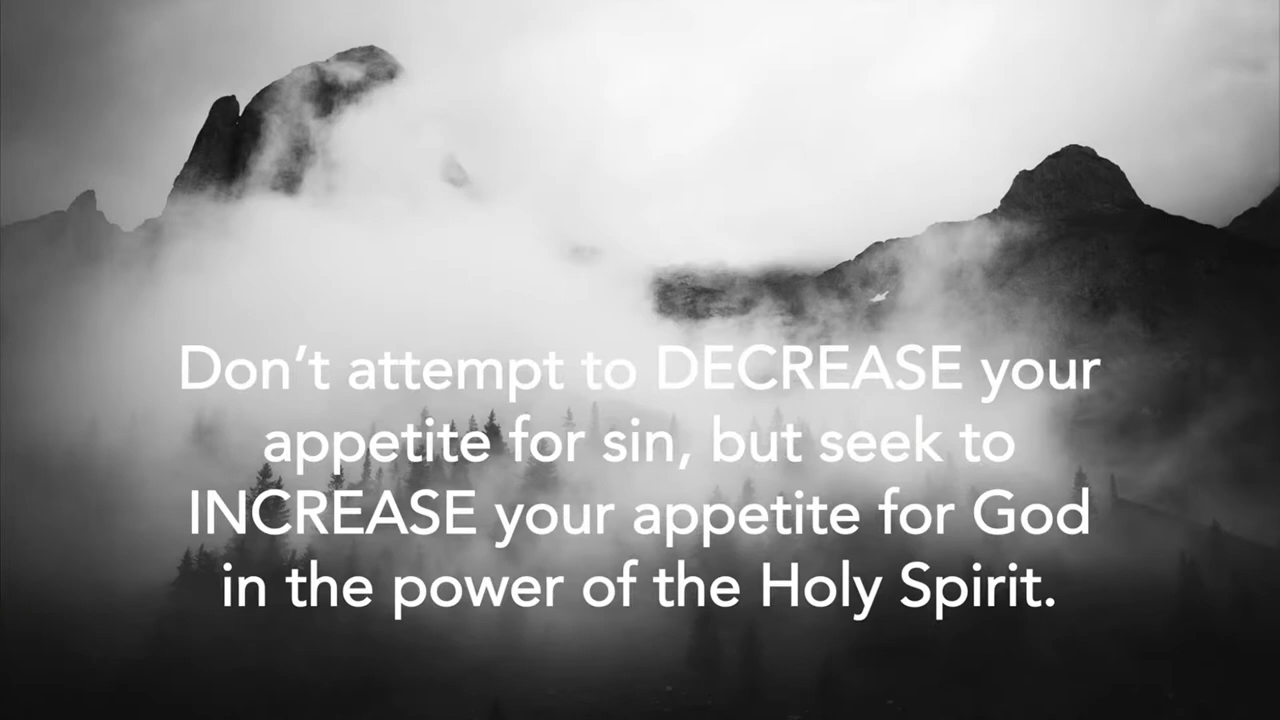 Don’t attempt to DECREASE your
appetite for sin, but seek to
INCREASE your appetite for God
in the power of the Holy Spirit.